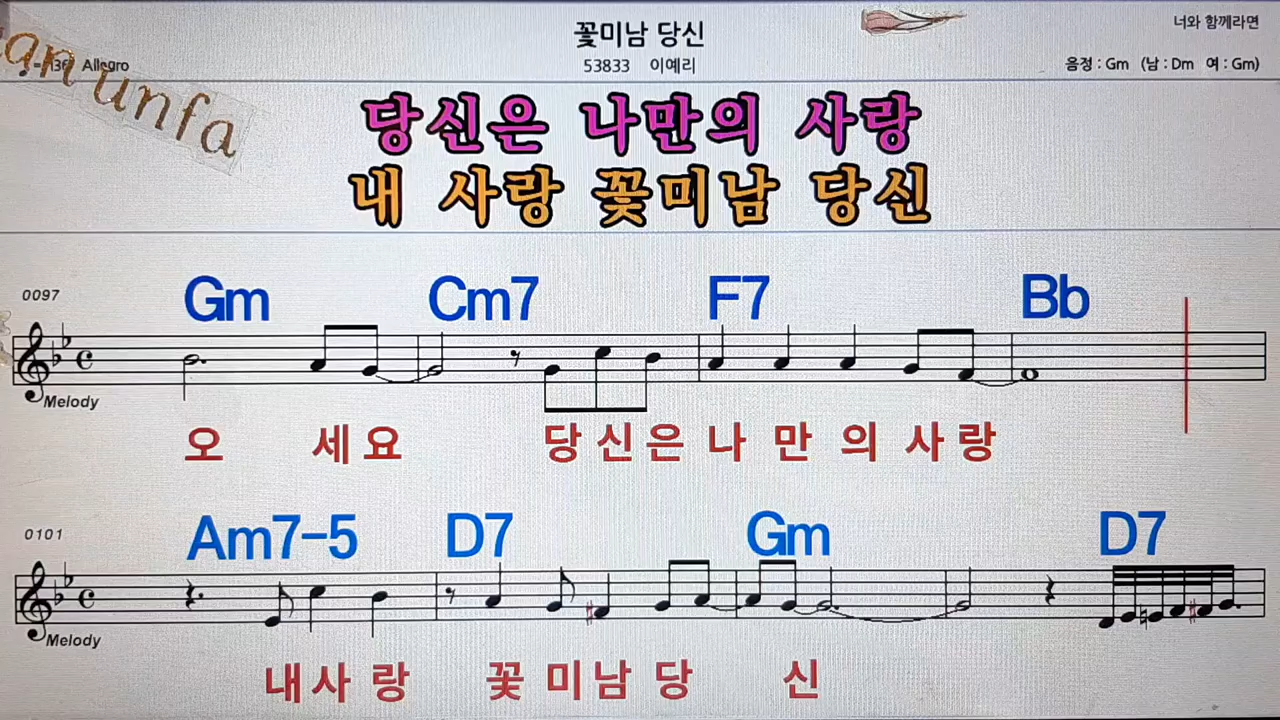 꽃미남 당신
너와 함께라면
Allegro
53833 이예리
음정 : Gm (남 : Dm 여 : Gm)
an unfa
당신은 나만의 사랑
내 사랑 꽃미남 당신
0097
Gm Cm7 F7 Bb
Melody
오 세요 당신은 나 만 의 사 랑
0101
Am7-5 D7 Gm D7
Melody
내사 랑 꽃 미남 당 신